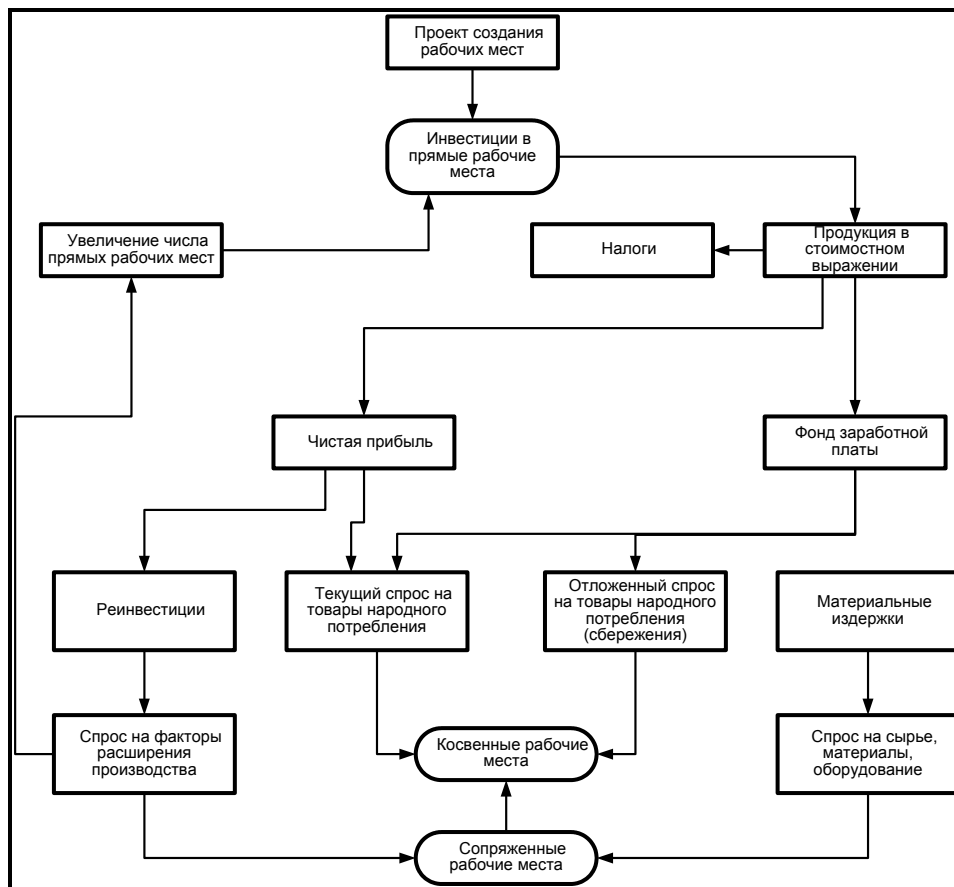 Проект создания
рабочих мест
Инвестиции в
прямые рабочие
места
Увеличение числа
прямых рабочих мест
Налоги
Продукция в
стоимостном
выражении
Чистая прибыль
Фонд заработной
платы
Реинвестиции
Текущий спрос на
товары народного
потребления
Отложенный спрос
на товары народного
потребления
(сбережения)
Материальные
издержки
Спрос на факторы
расширения
производства
Косвенные рабочие
места
Спрос на сырье,
материалы,
оборудование
Сопряженные
рабочие места